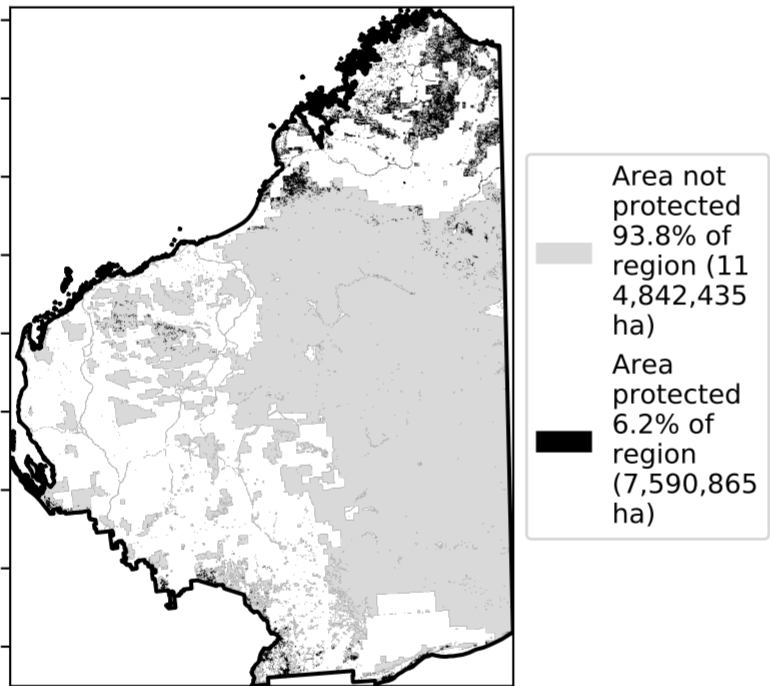 Area not
protected
93.8% of
region (11
4,842,435
ha)
Area
protected
6.2% of
region
(7,590,865
ha)